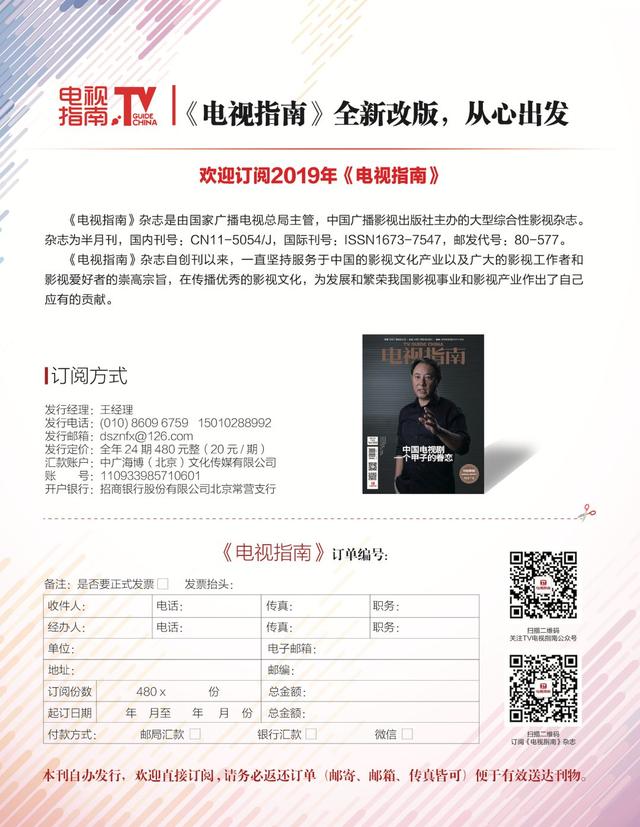 电视指南 TV GUIDE CHINA
《电视指南》全新改版，从心出发
欢迎订阅2019年《电视指南》
《电视指南》杂志是由国家广播电视总局主管，中国广播影视出版社主办的大型综合性影视杂志。
杂志为半月刊，国内刊号：CN11-5054/J，国际刊号：ISSN1673-7547，邮发代号：80-577。
《电视指南》杂志自创刊以来，一直坚持服务于中国的影视文化产业以及广大的影视工作者和
影视爱好者的崇高宗旨，在传播优秀的影视文化，为发展和繁荣我国影视事业和影视产业作出了自己
应有的贡献。
订阅方式
发行经理：王经理
发行电话：(010) 8609 6759 15010288992
发行邮箱：dsznfx@126.com
发行定价：全年 24 期 480 元整（20 元 / 期）
汇款账户：中广海博（北京）文化传媒有限公司
账 号：110933985710601
开户银行：招商银行股份有限公司北京常营支行
TV GUIDE CHINA
电视指南
中国电视剧
一个甲子的眷恋
《电视指南》订单编号：
备注：是否要正式发票□ 发票抬头：
收件人： 电话： 传真： 职务：
经办人： 电话： 传真： 职务：
单位： 电子邮箱：
地址： 邮编：
订阅份数 480 x 份 总金额：
起订日期 年 月至 年 月 份 总金额：
付款方式： 邮局汇款□ 银行汇款□ 微信□
扫描二维码
关注TV电视指南公众号
扫描二维码
订阅《电视指南》杂志
本刊自办发行，欢迎直接订阅，请务必返还订单（邮寄、邮箱、传真皆可）便于有效送达刊物。